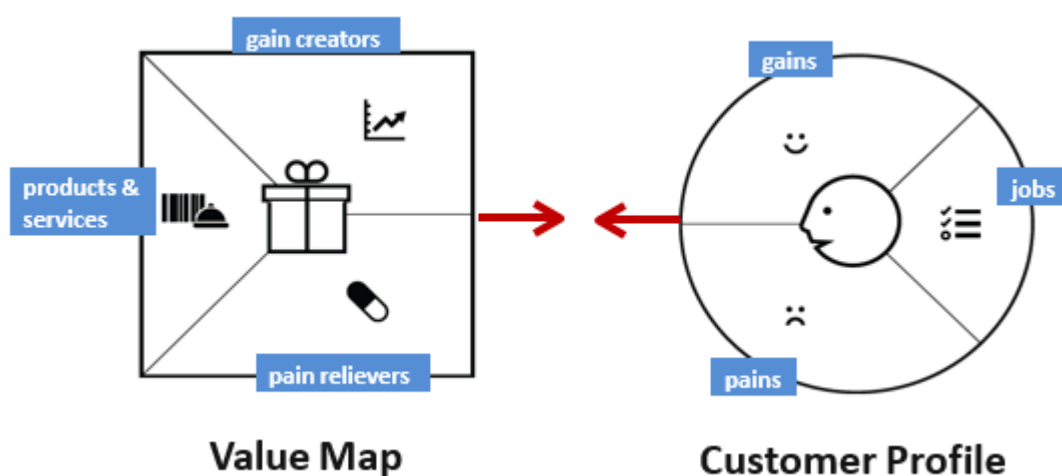 gain creators
gains
products &
services
jobs
pain relievers
pains
Value Map
Customer Profile